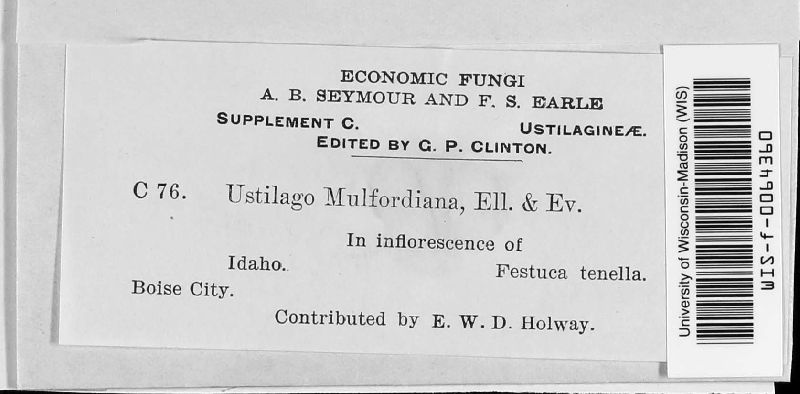 ECONOMIC FUNGI
A. B. SEYMOUR AND F. S. EARLE
SUPPLEMENT C. USTILAGINEÆ.
EDITED BY G. P. CLINTON.
C 76. Ustilago Mulfordiana, Ell. & Ev.
In inflorescence of
Idaho. Festuca tenella.
Boise City.
Contributed by E. W. D. Holway.
University of Wisconsin-Madison (WIS)
WIS-f-0064360